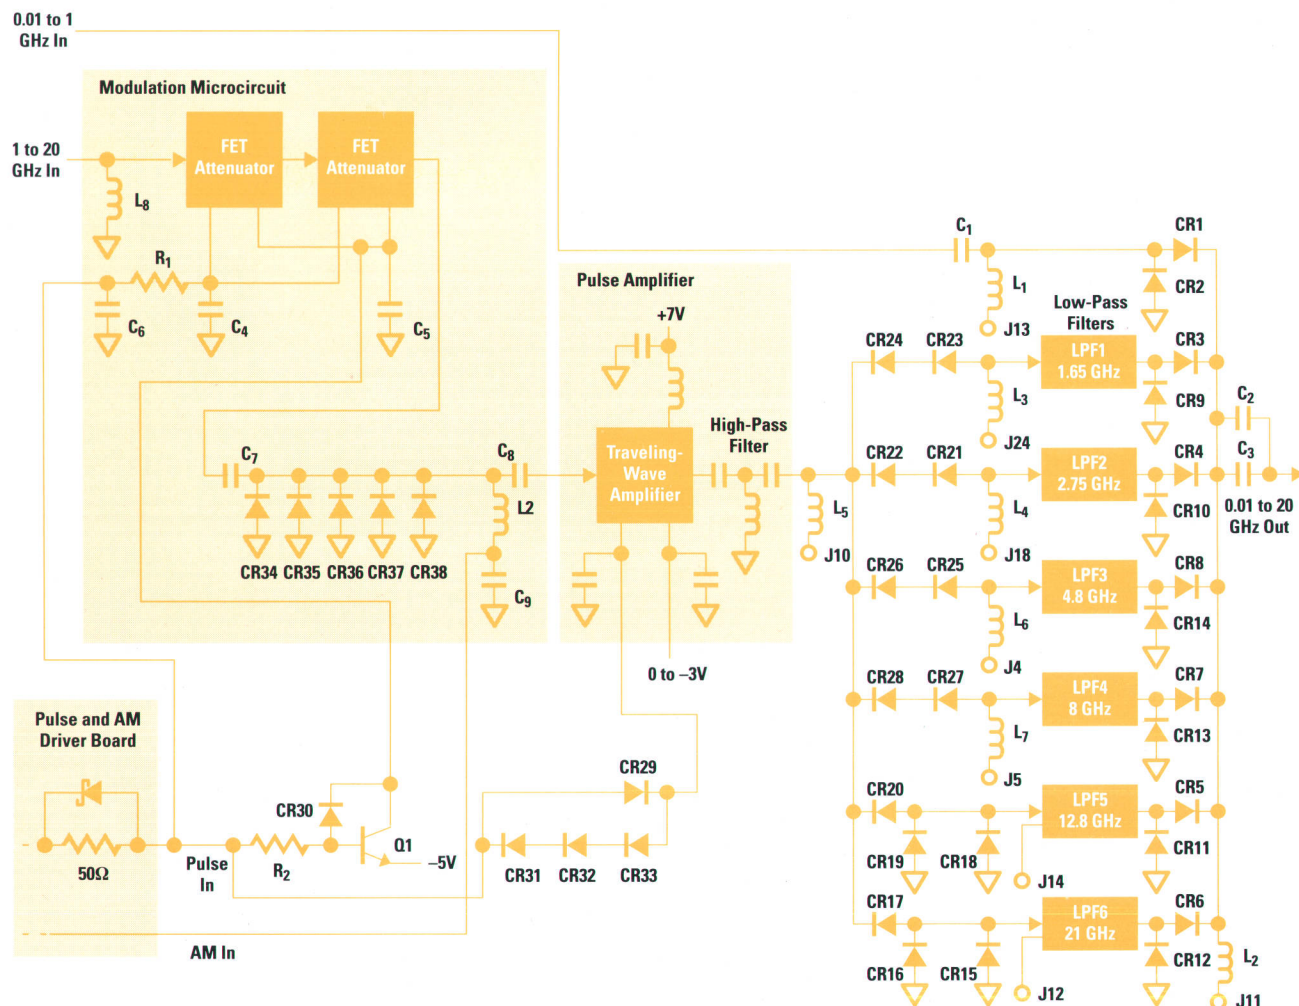 0.01 to 1
GHz In
Modulation Microcircuit
1 to 20
GHz In
FET
Attenuator
FET
Attenuator
L8
R1
C6
C4
C5
C7
C8
L2
C9
CR34 CR35 CR36 CR37 CR38
Pulse Amplifier
+7V
Traveling-
Wave
Amplifier
High-Pass
Filter
0 to –3V
L5
J10
C1
L1
J13
CR1
CR2
Low-Pass
Filters
CR24
CR23
LPF1
1.65 GHz
CR3
L3
J24
CR9
C2
CR22
CR21
LPF2
2.75 GHz
CR4
C3
L4
J18
CR10
0.01 to 20
GHz Out
CR26
CR25
LPF3
4.8 GHz
CR8
L6
J4
CR14
CR28
CR27
LPF4
8 GHz
CR7
L7
J5
CR13
CR20
LPF5
12.8 GHz
CR5
CR19
CR18
J14
CR11
CR17
LPF6
21 GHz
CR6
CR16
CR15
J12
CR12
L2
J11
Pulse and AM
Driver Board
50Ω
Pulse
In
R2
CR30
Q1
–5V
CR29
CR31
CR32
CR33
AM In